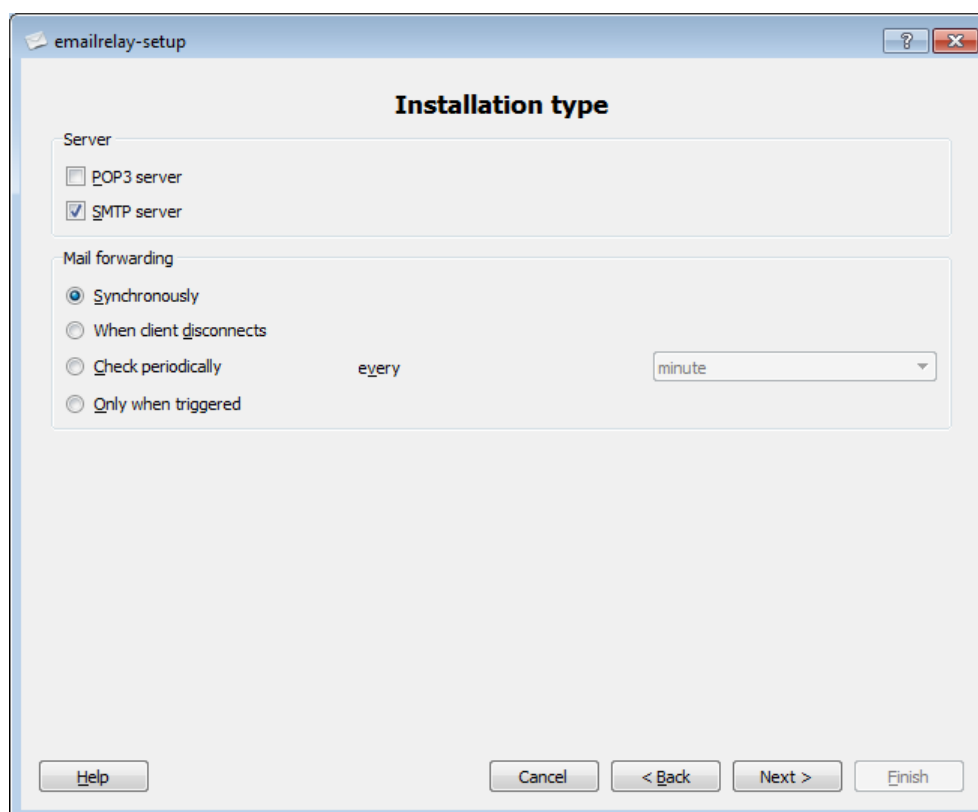 emailrelay-setup
Installation type
Server
POP3 server
SMTP server
Mail forwarding
Synchronously
When client disconnects
Check periodically every minute
Only when triggered
Help Cancel < Back Next > Finish